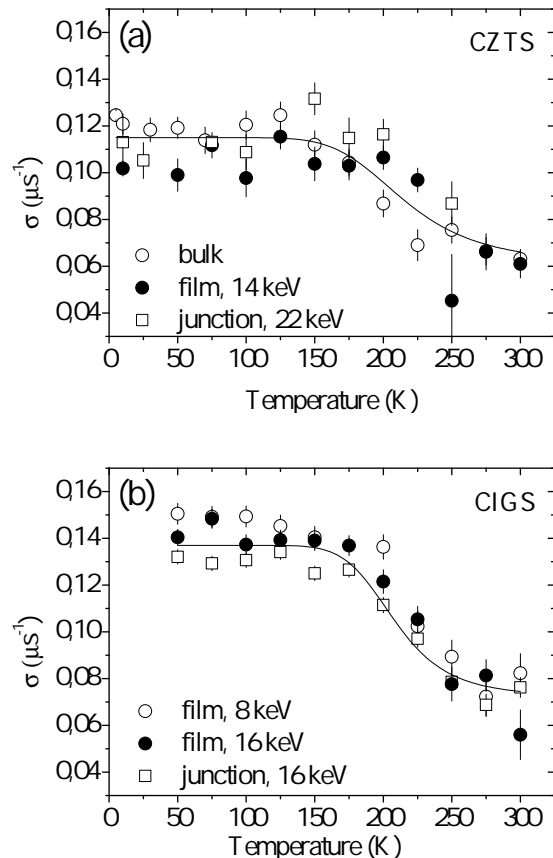 (a)
CZTS
0,16
0,14
0,12
0,10
0,08
0,06
0,04
σ (μs⁻¹)
bulk
film, 14 keV
junction, 22 keV
0 50 100 150 200 250 300
Temperature (K)
(b)
CIGS
0,16
0,14
0,12
0,10
0,08
0,06
0,04
σ (μs⁻¹)
film, 8 keV
film, 16 keV
junction, 16 keV
0 50 100 150 200 250 300
Temperature (K)